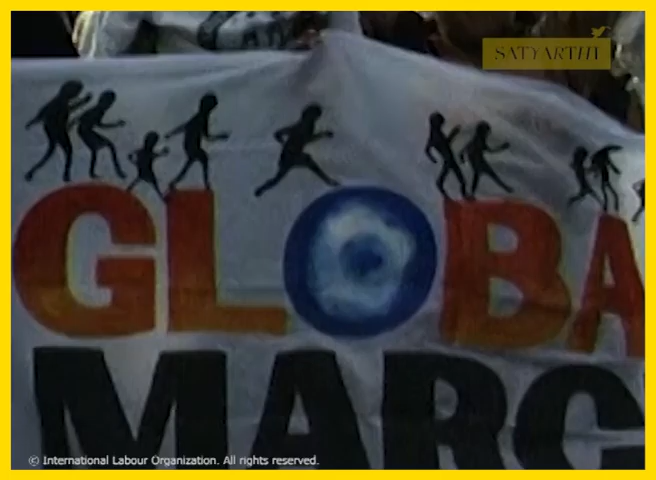 SATYARTHI
GLOBA
MARC
© International Labour Organization. All rights reserved.